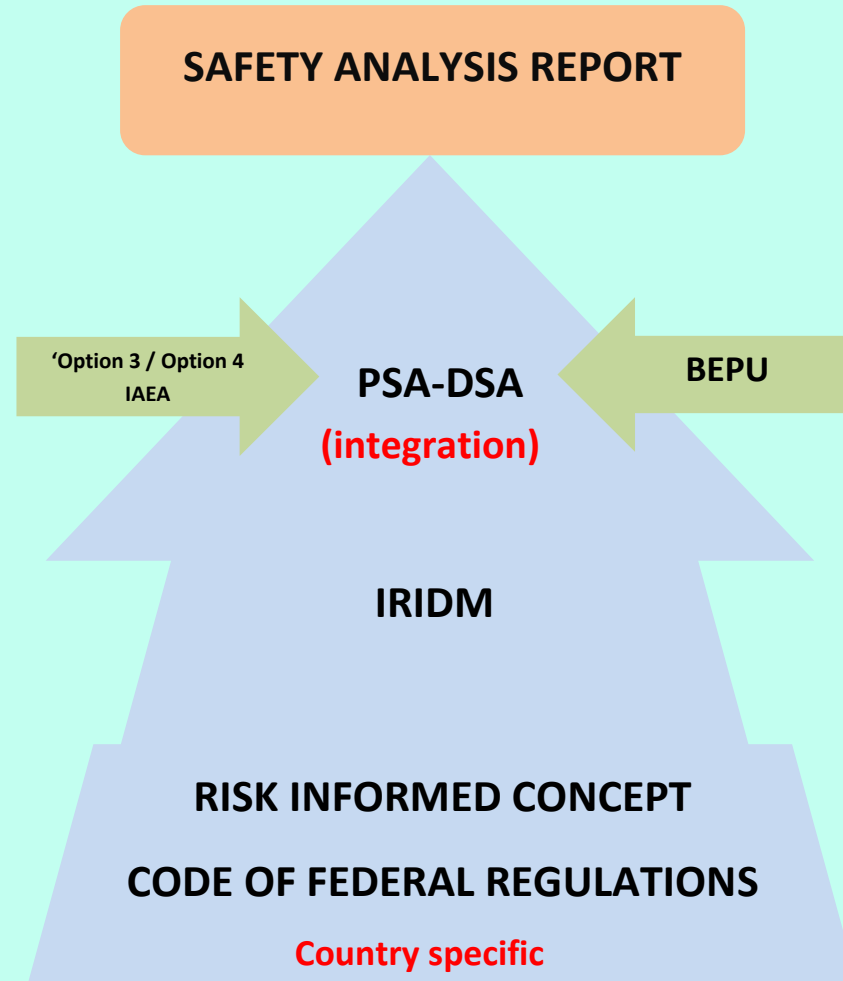 SAFETY ANALYSIS REPORT
‘Option 3 / Option 4
IAEA
PSA-DSA
(integration)
BEPU
IRIDM
RISK INFORMED CONCEPT
CODE OF FEDERAL REGULATIONS
Country specific